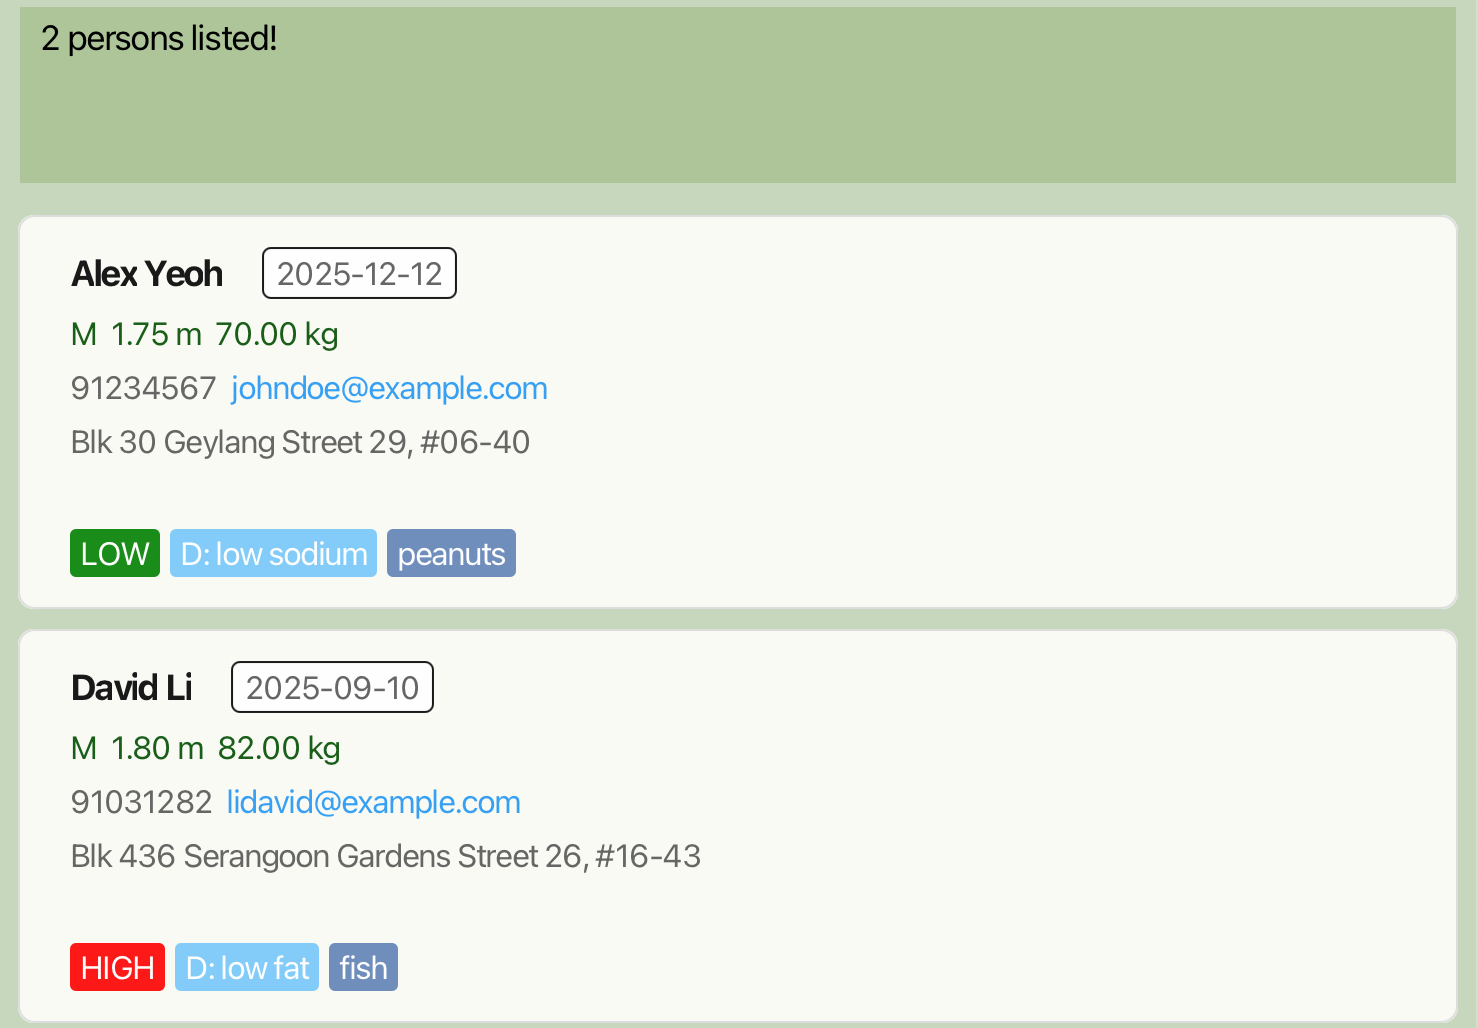 2 persons listed!
Alex Yeoh 2025-12-12
M 1.75 m 70.00 kg
91234567 johndoe@example.com
Blk 30 Geylang Street 29, #06-40
LOW D: low sodium peanuts
David Li 2025-09-10
M 1.80 m 82.00 kg
91031282 lidavid@example.com
Blk 436 Serangoon Gardens Street 26, #16-43
HIGH D: low fat fish